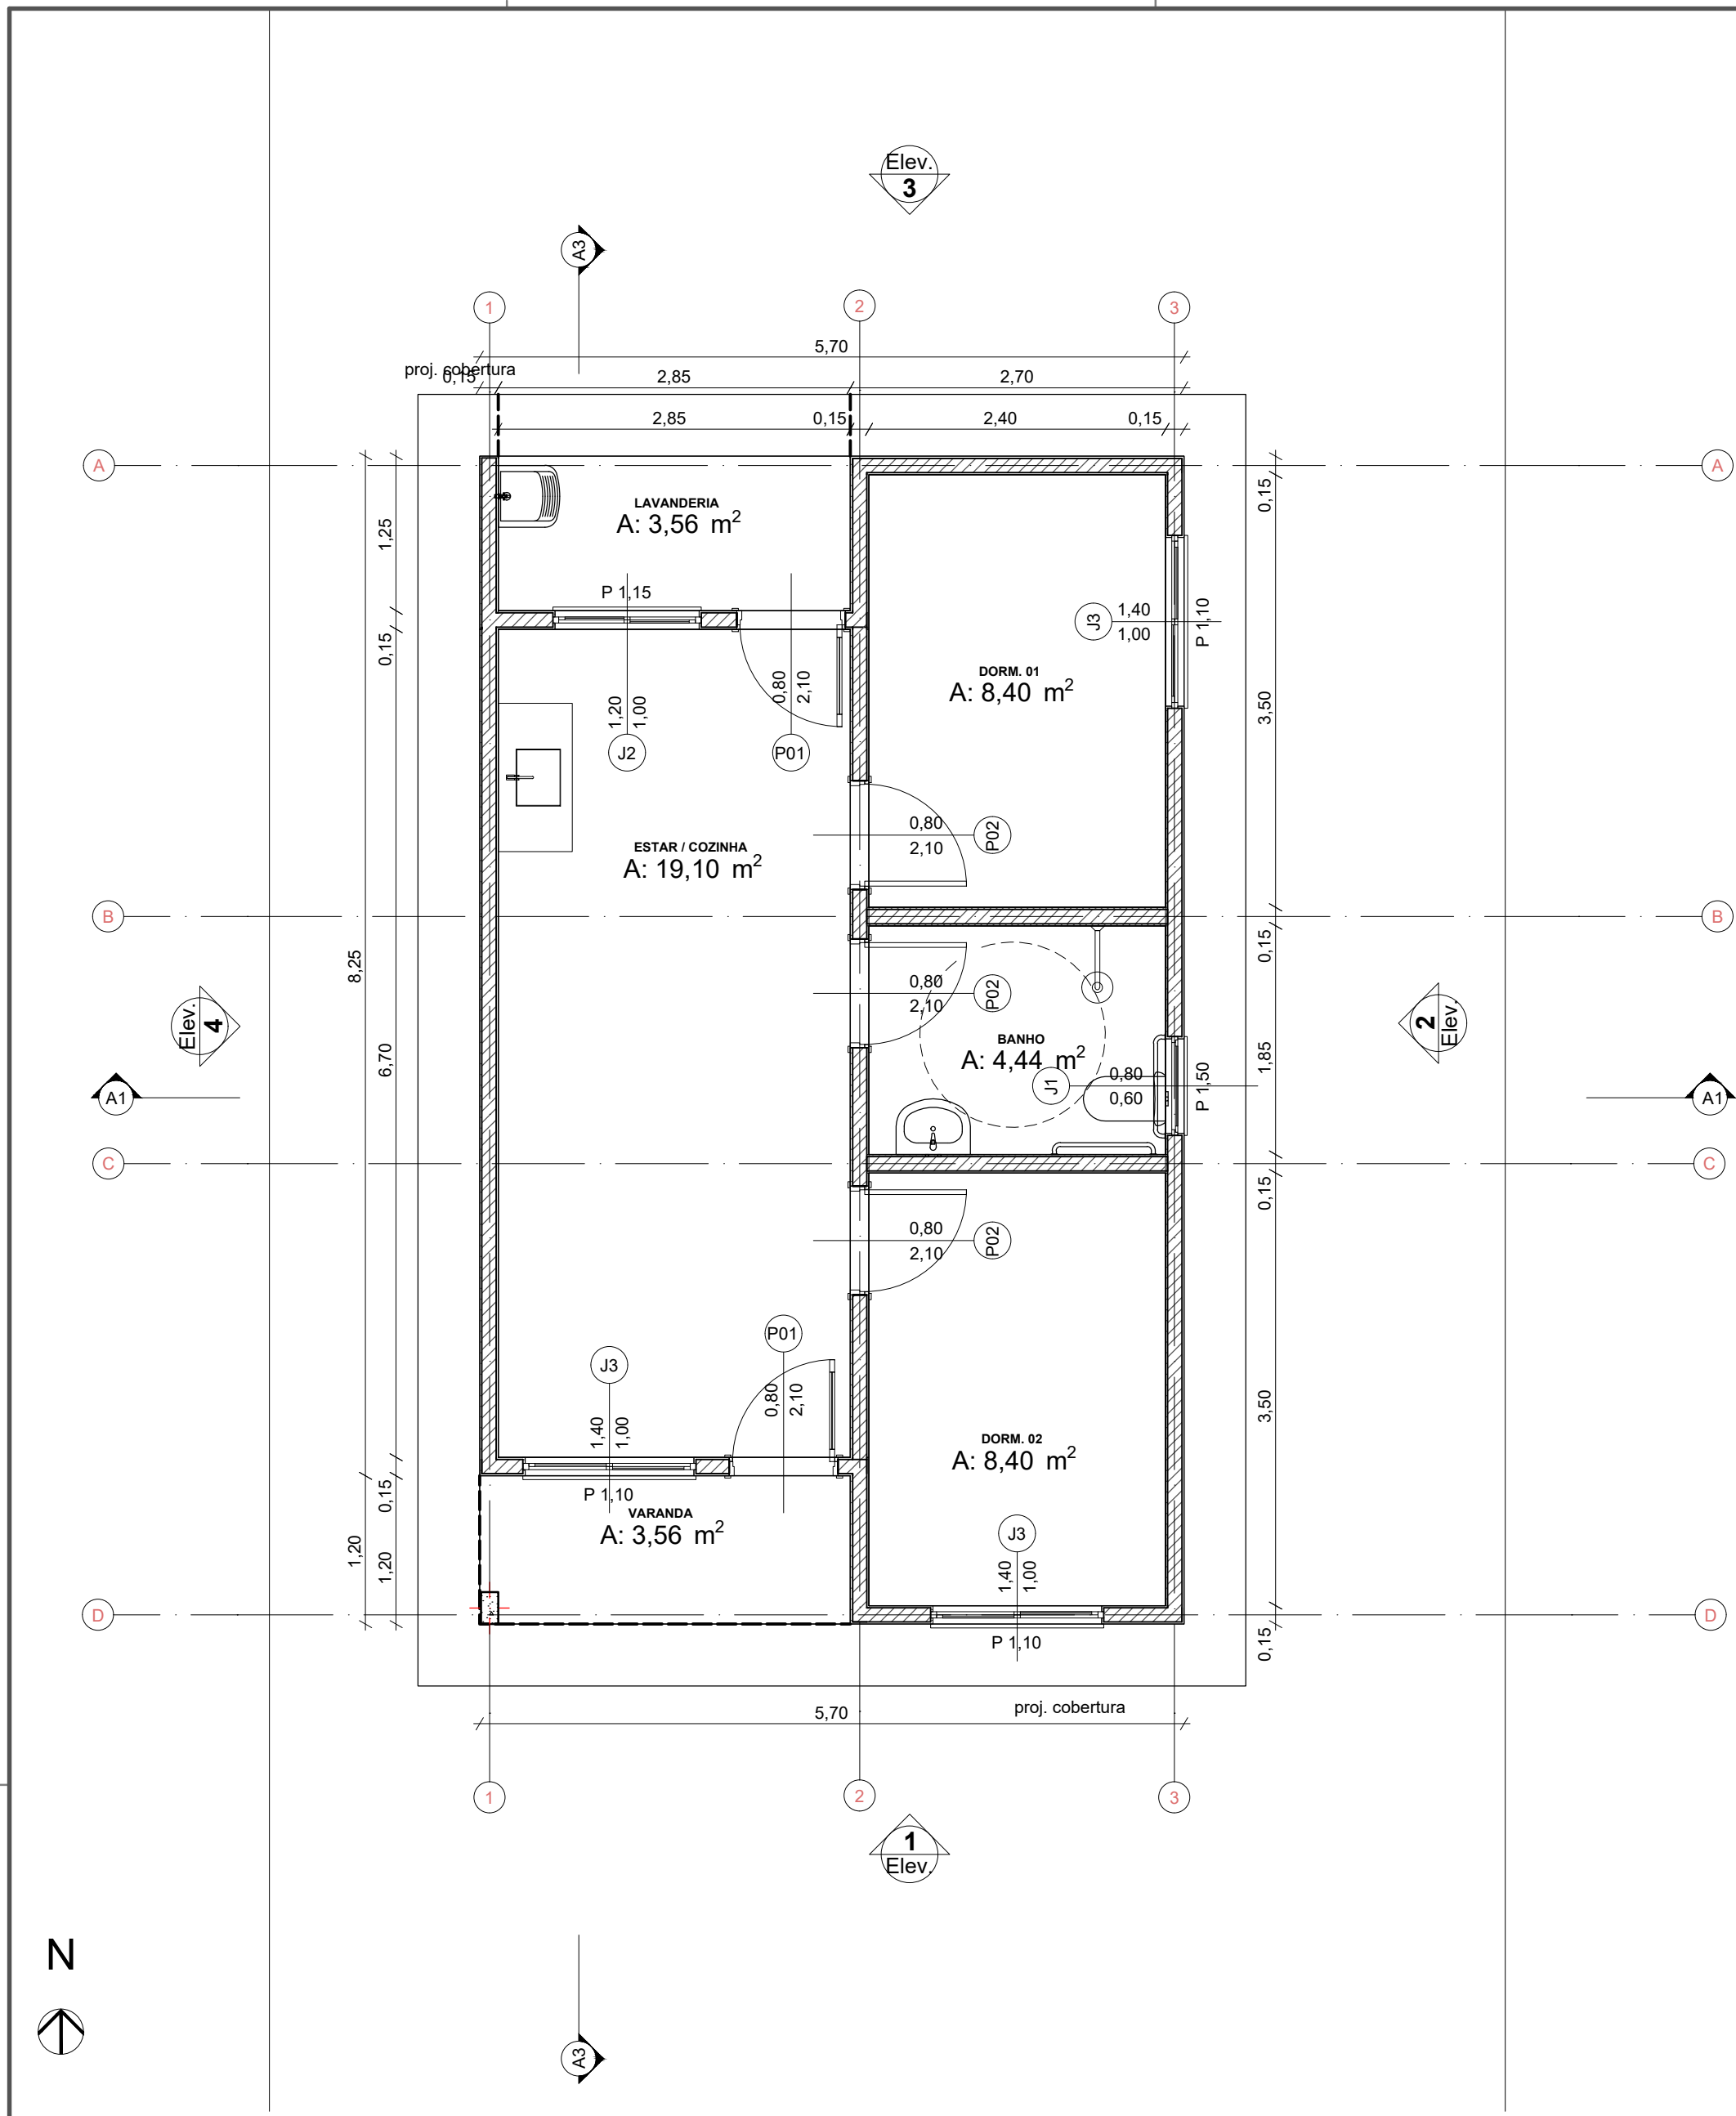 Elev.
3
A3
1
2
3
5,70
proj. cobertura
0,15
2,85
2,70
2,85
0,15
2,40
0,15
A
A
LAVANDERIA
A: 3,56 m²
1,25
0,15
P 1,15
J3
1,40
1,00
P 1,10
0,15
DORM. 01
A: 8,40 m²
0,80
2,10
1,20
1,00
3,50
J2
P01
0,80
2,10
P02
ESTAR / COZINHA
A: 19,10 m²
B
B
8,25
0,15
0,80
2,10
P02
Elev.
4
2
Elev.
BANHO
A: 4,44 m²
6,70
1,85
J1
0,80
0,60
P 1,50
A1
A1
C
C
0,15
0,80
2,10
P02
P01
J3
0,80
2,10
1,40
1,00
3,50
DORM. 02
A: 8,40 m²
P 1,10
0,15
VARANDA
A: 3,56 m²
J3
1,20
1,20
1,40
1,00
D
D
P 1,10
0,15
proj. cobertura
5,70
1
2
3
1
Elev.
N
A3